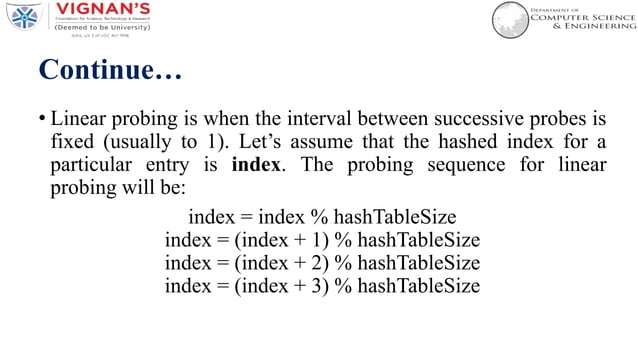 VIGNAN'S
Foundation for Science, Technology & Research
(Deemed to be University)
DEPARTMENT OF
COMPUTER SCIENCE
& ENGINEERING
Continue…
• Linear probing is when the interval between successive probes is
fixed (usually to 1). Let's assume that the hashed index for a
particular entry is index. The probing sequence for linear
probing will be:
index = index % hashTableSize
index = (index + 1) % hashTableSize
index = (index + 2) % hashTableSize
index = (index + 3) % hashTableSize